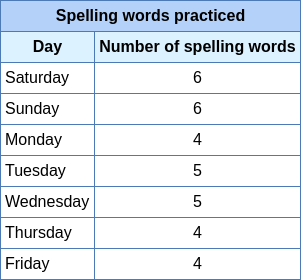 Spelling words practiced
Day Number of spelling words
Saturday 6
Sunday 6
Monday 4
Tuesday 5
Wednesday 5
Thursday 4
Friday 4